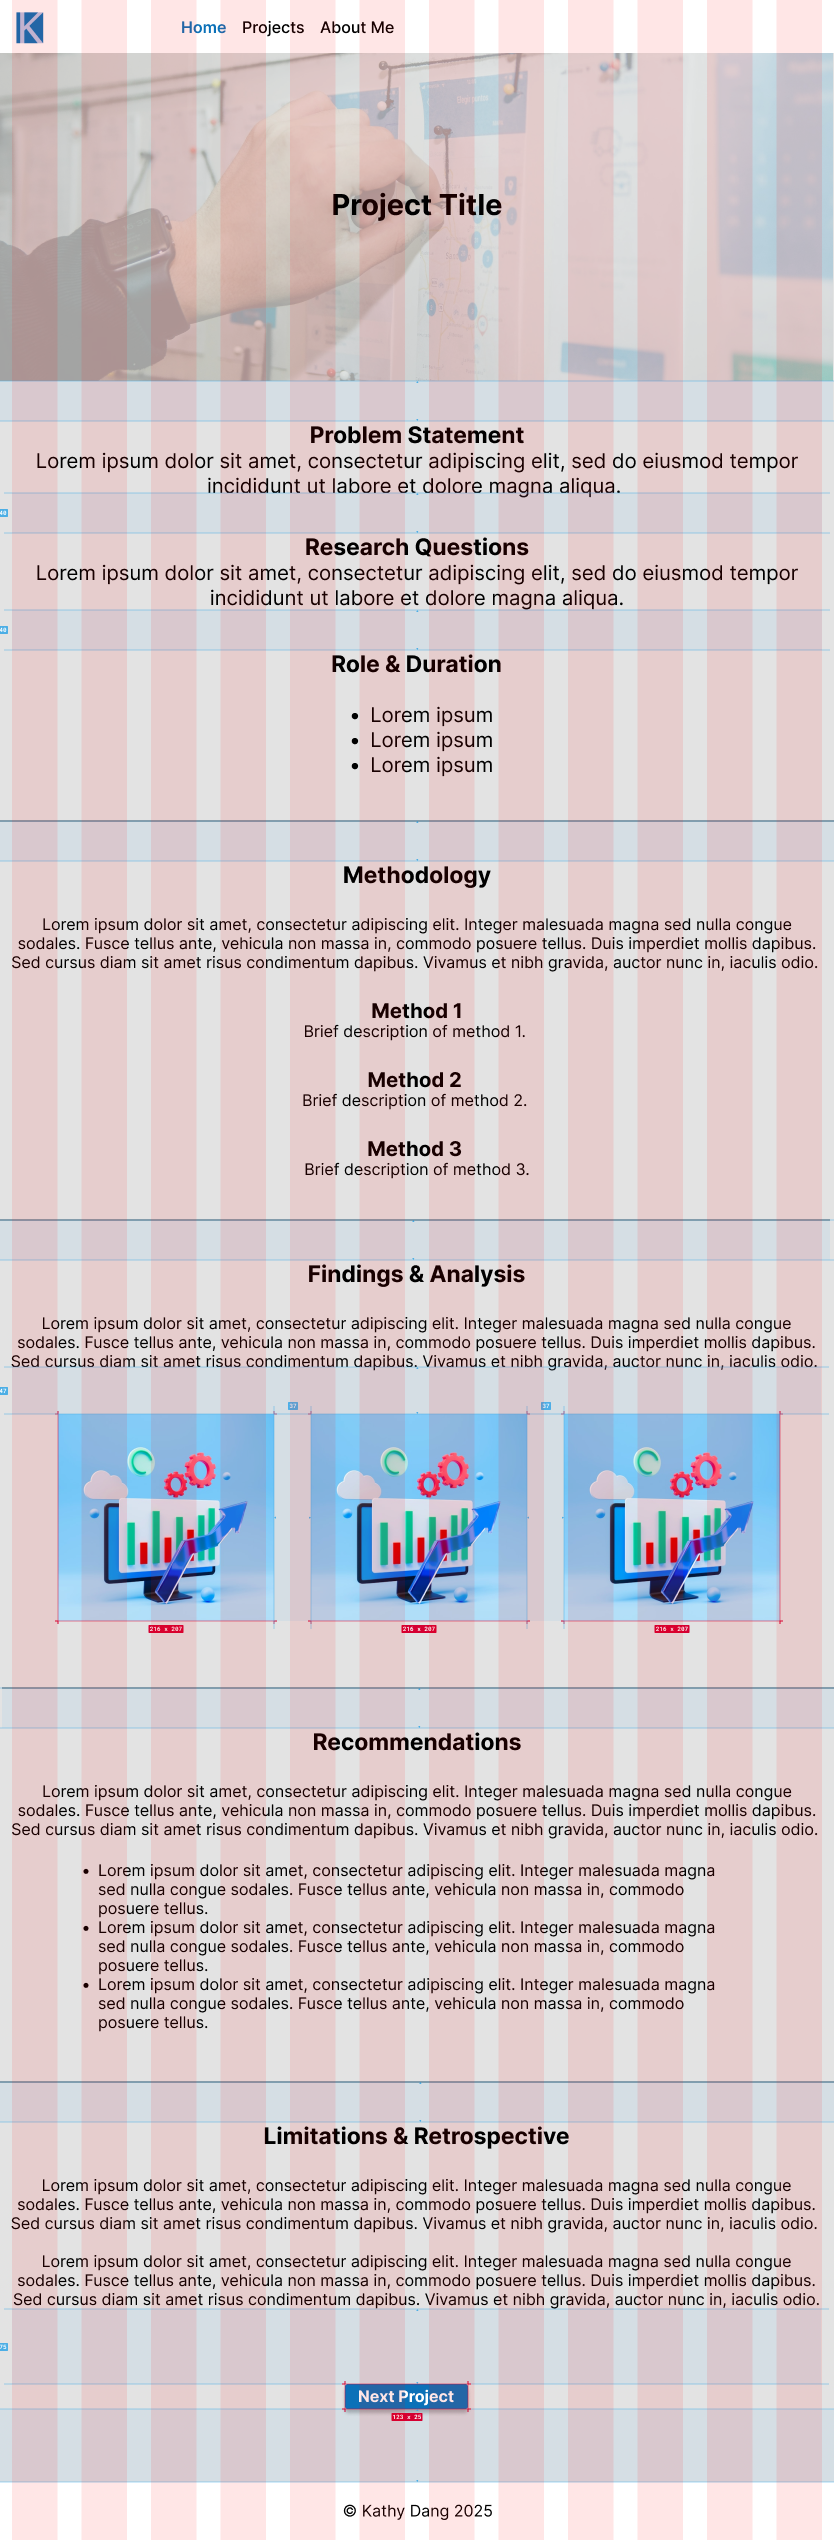 K
Home Projects About Me
Project Title
Problem Statement
Lorem ipsum dolor sit amet, consectetur adipiscing elit, sed do eiusmod tempor
incididunt ut labore et dolore magna aliqua.
40
Research Questions
Lorem ipsum dolor sit amet, consectetur adipiscing elit, sed do eiusmod tempor
incididunt ut labore et dolore magna aliqua.
40
Role & Duration
• Lorem ipsum
• Lorem ipsum
• Lorem ipsum
Methodology
Lorem ipsum dolor sit amet, consectetur adipiscing elit. Integer malesuada magna sed nulla congue
sodales. Fusce tellus ante, vehicula non massa in, commodo posuere tellus. Duis imperdiet mollis dapibus.
Sed cursus diam sit amet risus condimentum dapibus. Vivamus et nibh gravida, auctor nunc in, iaculis odio.
Method 1
Brief description of method 1.
Method 2
Brief description of method 2.
Method 3
Brief description of method 3.
Findings & Analysis
Lorem ipsum dolor sit amet, consectetur adipiscing elit. Integer malesuada magna sed nulla congue
sodales. Fusce tellus ante, vehicula non massa in, commodo posuere tellus. Duis imperdiet mollis dapibus.
Sed cursus diam sit amet risus condimentum dapibus. Vivamus et nibh gravida, auctor nunc in, iaculis odio.
47
37 37
216 x 207 216 x 207 216 x 207
Recommendations
Lorem ipsum dolor sit amet, consectetur adipiscing elit. Integer malesuada magna sed nulla congue
sodales. Fusce tellus ante, vehicula non massa in, commodo posuere tellus. Duis imperdiet mollis dapibus.
Sed cursus diam sit amet risus condimentum dapibus. Vivamus et nibh gravida, auctor nunc in, iaculis odio.
• Lorem ipsum dolor sit amet, consectetur adipiscing elit. Integer malesuada magna
sed nulla congue sodales. Fusce tellus ante, vehicula non massa in, commodo
posuere tellus.
• Lorem ipsum dolor sit amet, consectetur adipiscing elit. Integer malesuada magna
sed nulla congue sodales. Fusce tellus ante, vehicula non massa in, commodo
posuere tellus.
• Lorem ipsum dolor sit amet, consectetur adipiscing elit. Integer malesuada magna
sed nulla congue sodales. Fusce tellus ante, vehicula non massa in, commodo
posuere tellus.
Limitations & Retrospective
Lorem ipsum dolor sit amet, consectetur adipiscing elit. Integer malesuada magna sed nulla congue
sodales. Fusce tellus ante, vehicula non massa in, commodo posuere tellus. Duis imperdiet mollis dapibus.
Sed cursus diam sit amet risus condimentum dapibus. Vivamus et nibh gravida, auctor nunc in, iaculis odio.
Lorem ipsum dolor sit amet, consectetur adipiscing elit. Integer malesuada magna sed nulla congue
sodales. Fusce tellus ante, vehicula non massa in, commodo posuere tellus. Duis imperdiet mollis dapibus.
Sed cursus diam sit amet risus condimentum dapibus. Vivamus et nibh gravida, auctor nunc in, iaculis odio.
75
Next Project
123 x 25
© Kathy Dang 2025